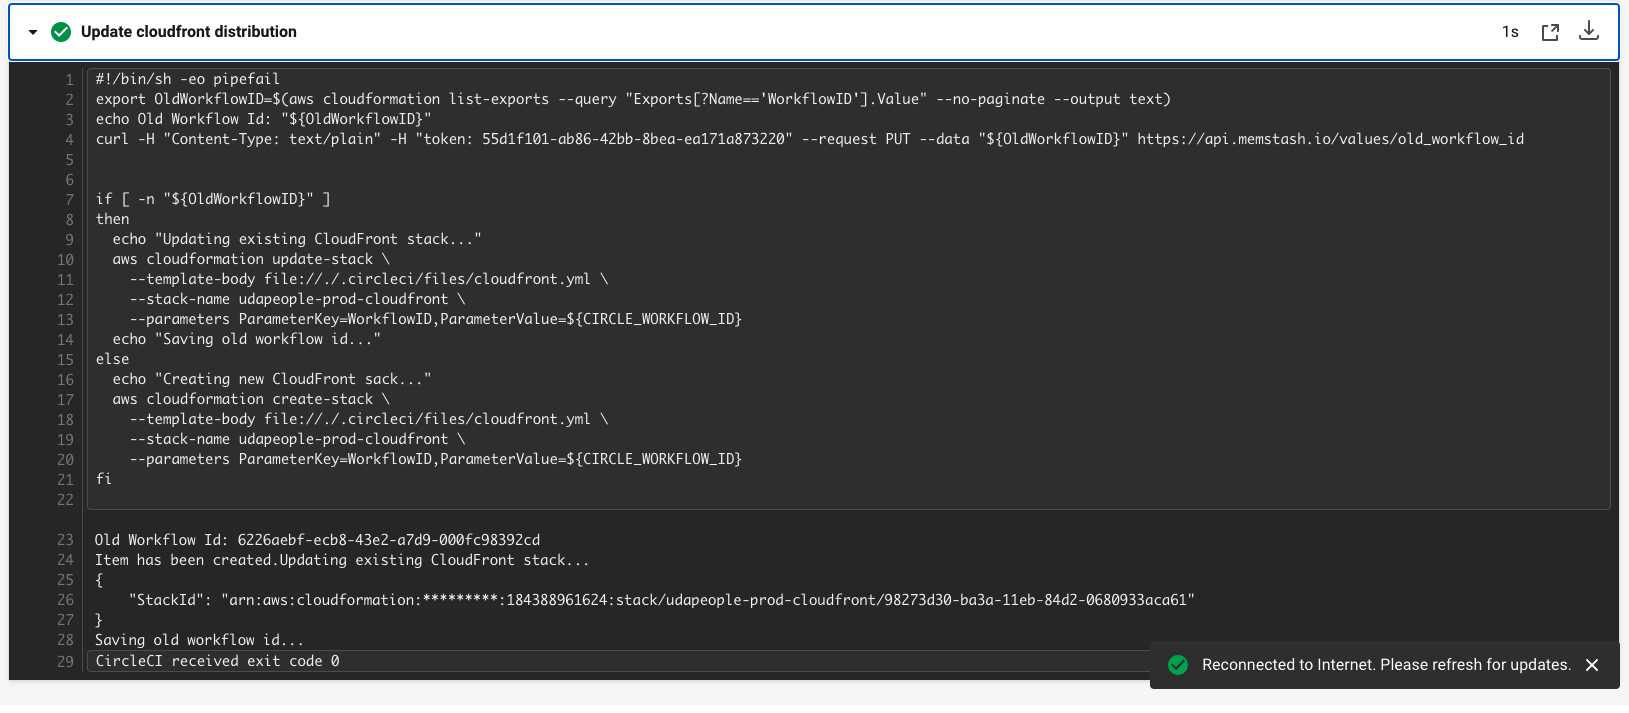 Update cloudfront distribution
1s
1 #!/bin/sh -eo pipefail
2 export OldWorkflowID=$(aws cloudformation list-exports --query "Exports[?Name=='WorkflowID'].Value" --no-paginate --output text)
3 echo Old Workflow Id: "${OldWorkflowID}"
4 curl -H "Content-Type: text/plain" -H "token: 55d1f101-ab86-42bb-8bea-ea171a873220" --request PUT --data "${OldWorkflowID}" https://api.memstash.io/values/old_workflow_id
5
6
7 if [ -n "${OldWorkflowID}" ]
8 then
9   echo "Updating existing CloudFront stack..."
10   aws cloudformation update-stack \
11     --template-body file://./.circleci/files/cloudfront.yml \
12     --stack-name udapeople-prod-cloudfront \
13     --parameters ParameterKey=WorkflowID,ParameterValue=${CIRCLE_WORKFLOW_ID}
14   echo "Saving old workflow id..."
15 else
16   echo "Creating new CloudFront sack..."
17   aws cloudformation create-stack \
18     --template-body file://./.circleci/files/cloudfront.yml \
19     --stack-name udapeople-prod-cloudfront \
20     --parameters ParameterKey=WorkflowID,ParameterValue=${CIRCLE_WORKFLOW_ID}
21 fi
22
23 Old Workflow Id: 6226aebf-ecb8-43e2-a7d9-000fc98392cd
24 Item has been created.Updating existing CloudFront stack...
25 {
26     "StackId": "arn:aws:cloudformation:*********:184388961624:stack/udapeople-prod-cloudfront/98273d30-ba3a-11eb-84d2-0680933aca61"
27 }
28 Saving old workflow id...
29 CircleCI received exit code 0
Reconnected to Internet. Please refresh for updates.